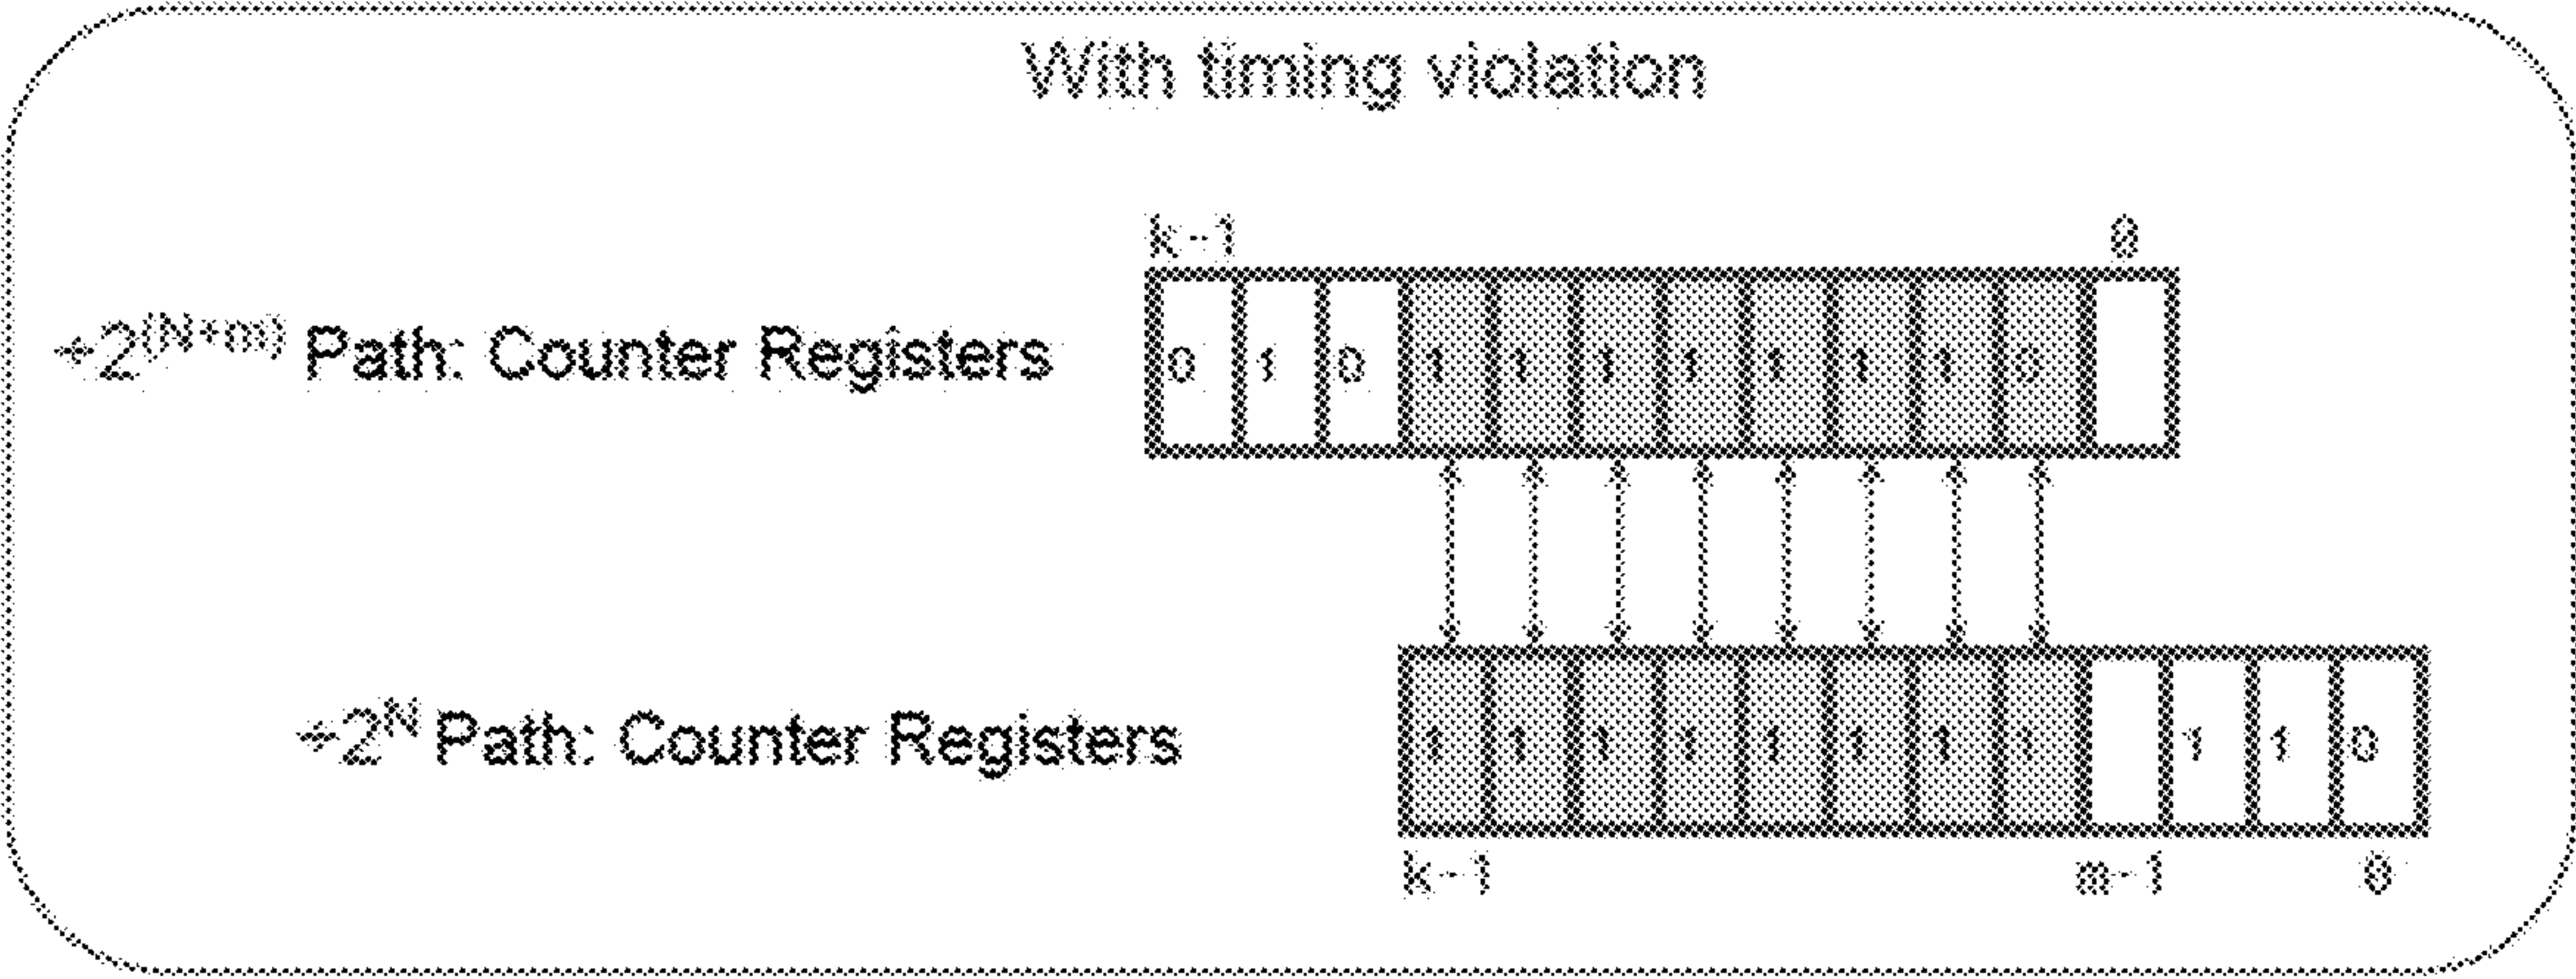 With timing violation
k-1 0
÷2^(N+m) Path: Counter Registers 0 1 0 1 1 1 1 1 1 1 0
÷2^N Path: Counter Registers 1 1 1 1 1 1 1 1 1 1 0
k-1 m-1 0